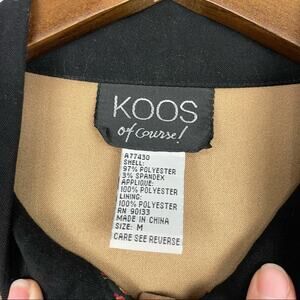 KOOS
of course!
A77430
SHELL:
97% POLYESTER
3% SPANDEX
APPLIQUE:
100% POLYESTER
LINING:
100% POLYESTER
RN 90133
MADE IN CHINA
SIZE: M
CARE SEE REVERSE